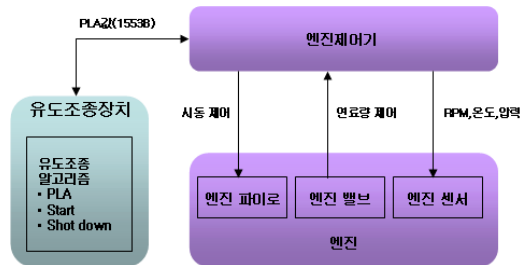 PLA값(1553B)
엔진제어기
유도조종장치
시동 제어
연료량 제어
RPM,온도,압력
유도조종
알고리즘
• PLA
• Start
• Shot down
엔진 파이로
엔진 밸브
엔진 센서
엔진